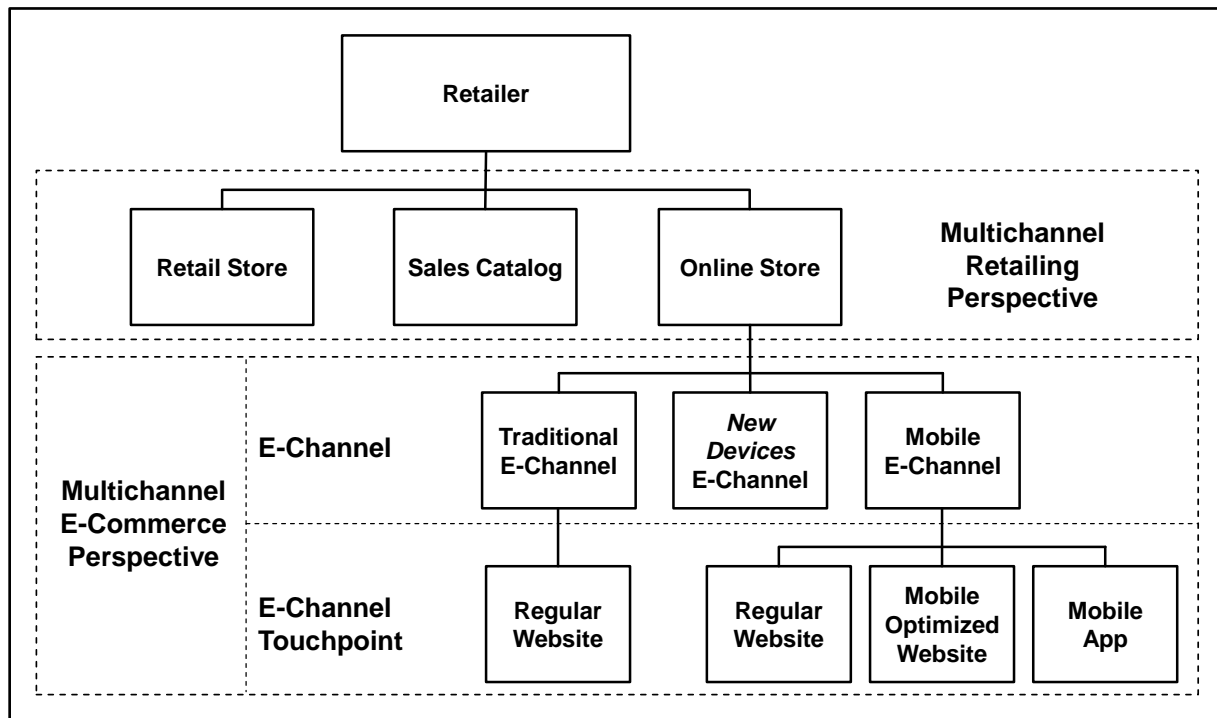 Retailer
Retail Store
Sales Catalog
Online Store
Multichannel
Retailing
Perspective
Multichannel
E-Commerce
Perspective
E-Channel
Traditional
E-Channel
New
Devices
E-Channel
Mobile
E-Channel
E-Channel
Touchpoint
Regular
Website
Regular
Website
Mobile
Optimized
Website
Mobile
App